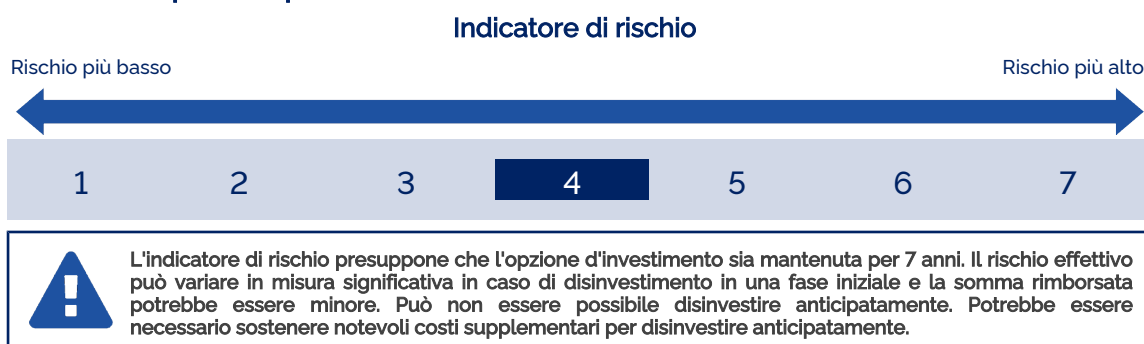 Indicatore di rischio
Rischio più basso
Rischio più alto
1 2 3 4 5 6 7
L'indicatore di rischio presuppone che l'opzione d'investimento sia mantenuta per 7 anni. Il rischio effettivo
può variare in misura significativa in caso di disinvestimento in una fase iniziale e la somma rimborsata
potrebbe essere minore. Può non essere possibile disinvestire anticipatamente. Potrebbe essere
necessario sostenere notevoli costi supplementari per disinvestire anticipatamente.